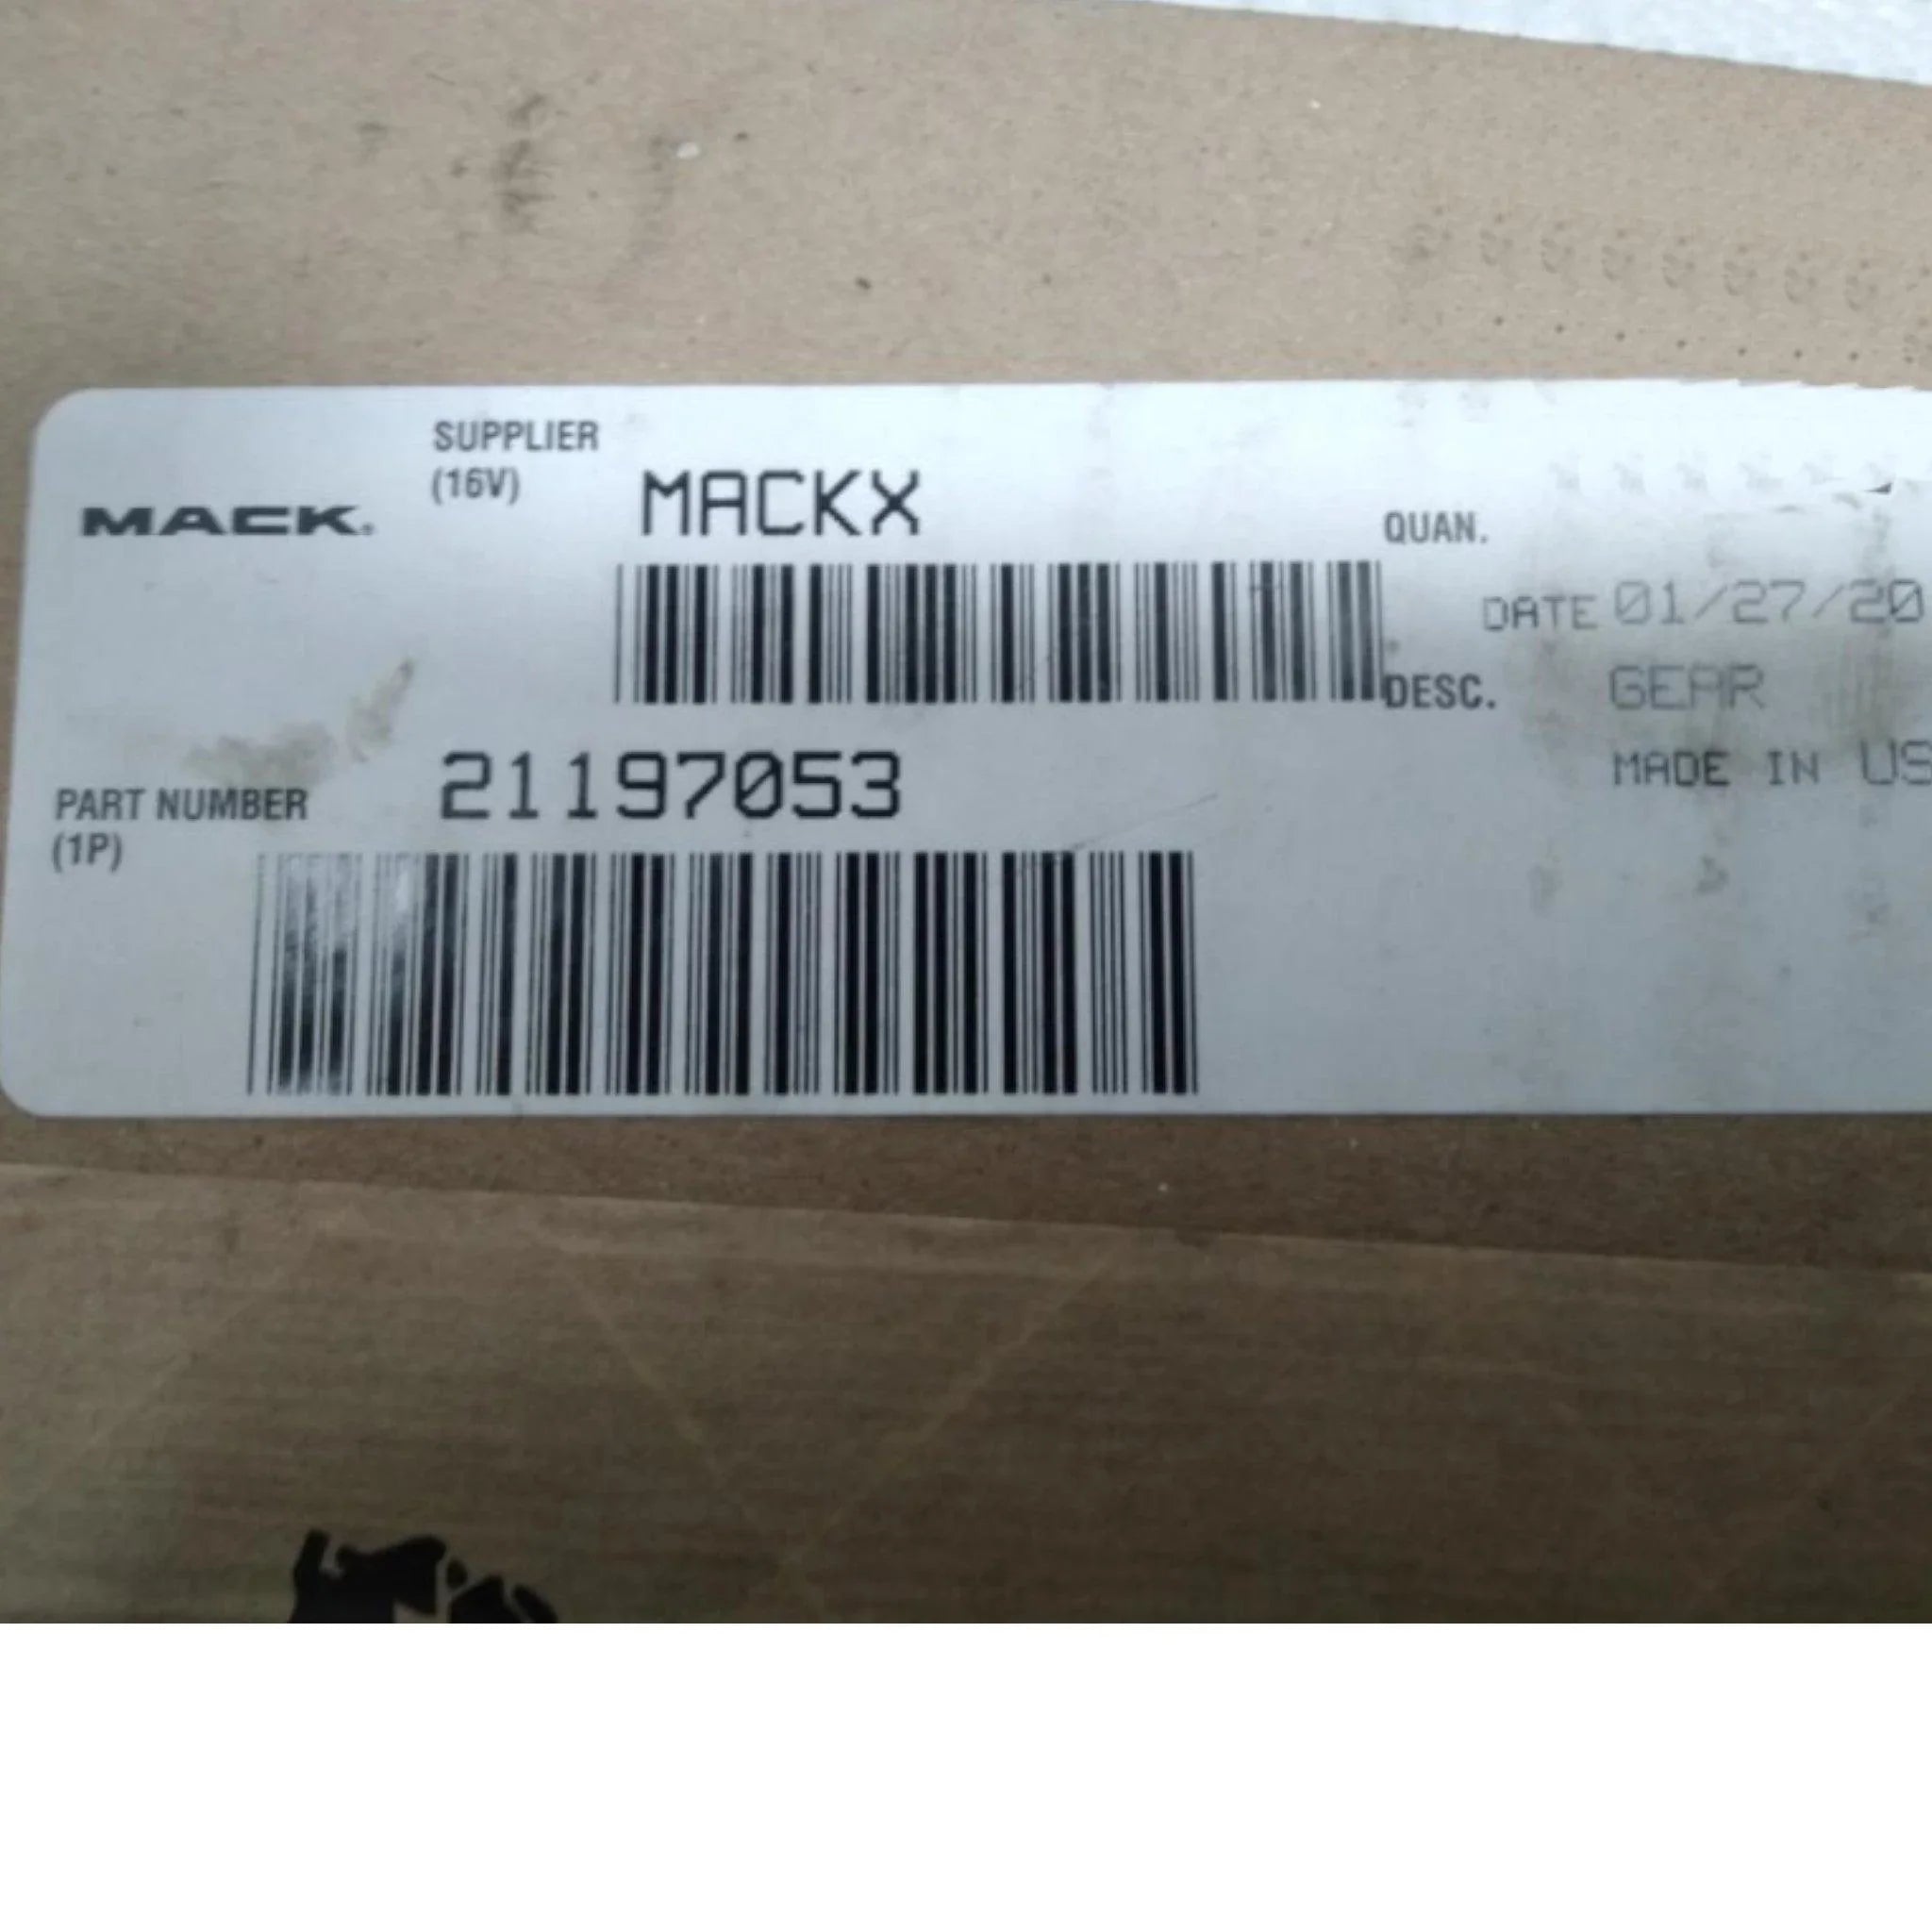 MACK
SUPPLIER
(16V)
MACKX
QUAN.
DATE 01/27/20
DESC. GEAR
MADE IN US
PART NUMBER
(1P)
21197053